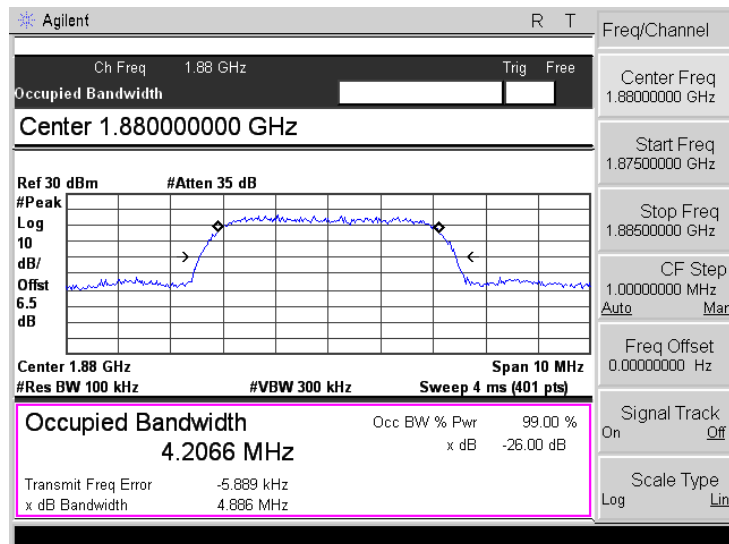 Agilent R T
Ch Freq 1.88 GHz Trig Free
Occupied Bandwidth
Center 1.880000000 GHz
Ref 30 dBm #Atten 35 dB
#Peak
Log
10
dB/
Offst
6.5
dB
Center 1.88 GHz Span 10 MHz
#Res BW 100 kHz #VBW 300 kHz Sweep 4 ms (401 pts)
Occupied Bandwidth Occ BW % Pwr 99.00 %
4.2066 MHz x dB -26.00 dB
Transmit Freq Error -5.889 kHz
x dB Bandwidth 4.886 MHz
Freq/Channel
Center Freq
1.88000000 GHz
Start Freq
1.87500000 GHz
Stop Freq
1.88500000 GHz
CF Step
1.00000000 MHz
Auto Man
Freq Offset
0.00000000 Hz
Signal Track
On Off
Scale Type
Log Lin